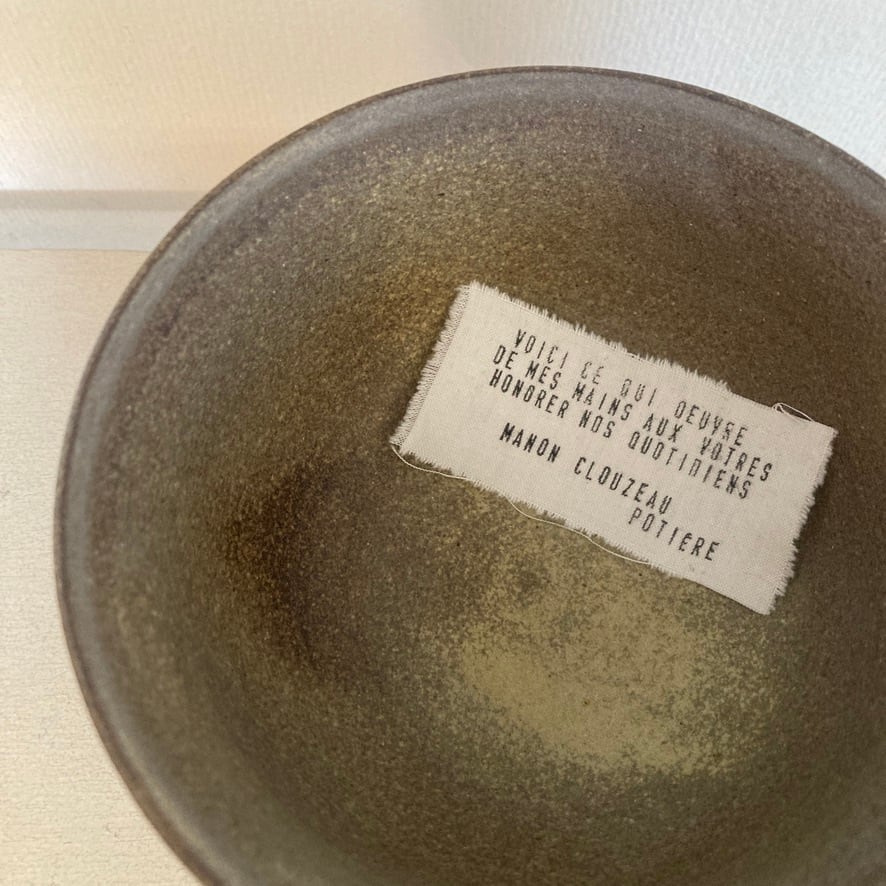 VOICI CE QUI OEUVRE
DE MES MAINS AUX VOTRES
HONORER NOS QUOTIDIENS
MANON CLOUZEAU
POTIERE